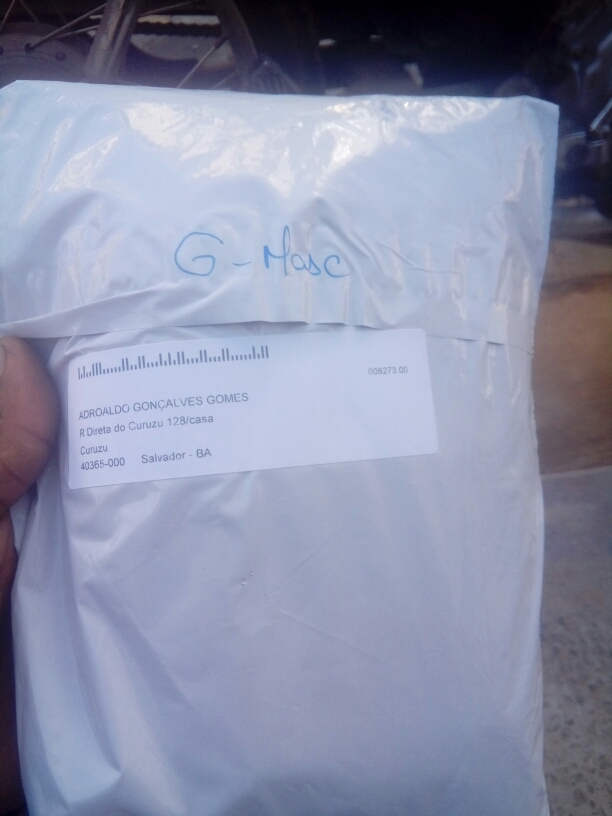 G-Masc
008273.00
ADROALDO GONÇALVES GOMES
R Direta do Curuzu 128/casa
Curuzu
40365-000 Salvador - BA